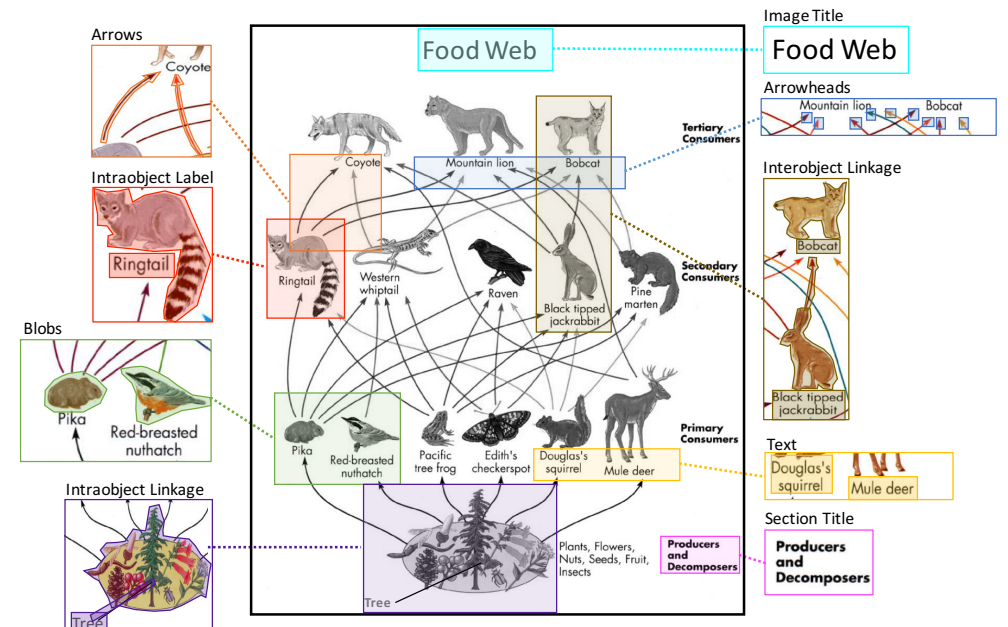 Arrows
Coyote
Intraobject Label
Ringtail
Blobs
Pika
Red-breasted
nuthatch
Intraobject Linkage
Tree
Food Web
Tertiary
Consumers
Coyote
Mountain lion
Bobcat
Ringtail
Western
whiptail
Raven
Black tipped
jackrabbit
Pine
marten
Secondary
Consumers
Pika
Red-breasted
nuthatch
Pacific
tree frog
Edith's
checkerspot
Douglas's
squirrel
Mule deer
Primary
Consumers
Plants, Flowers,
Nuts, Seeds, Fruit,
Insects
Tree
Producers
and
Decomposers
Image Title
Food Web
Arrowheads
Mountain lion
Bobcat
Interobject Linkage
Bobcat
Black tipped
jackrabbit
Text
Douglas's
squirrel
Mule deer
Section Title
Producers
and
Decomposers